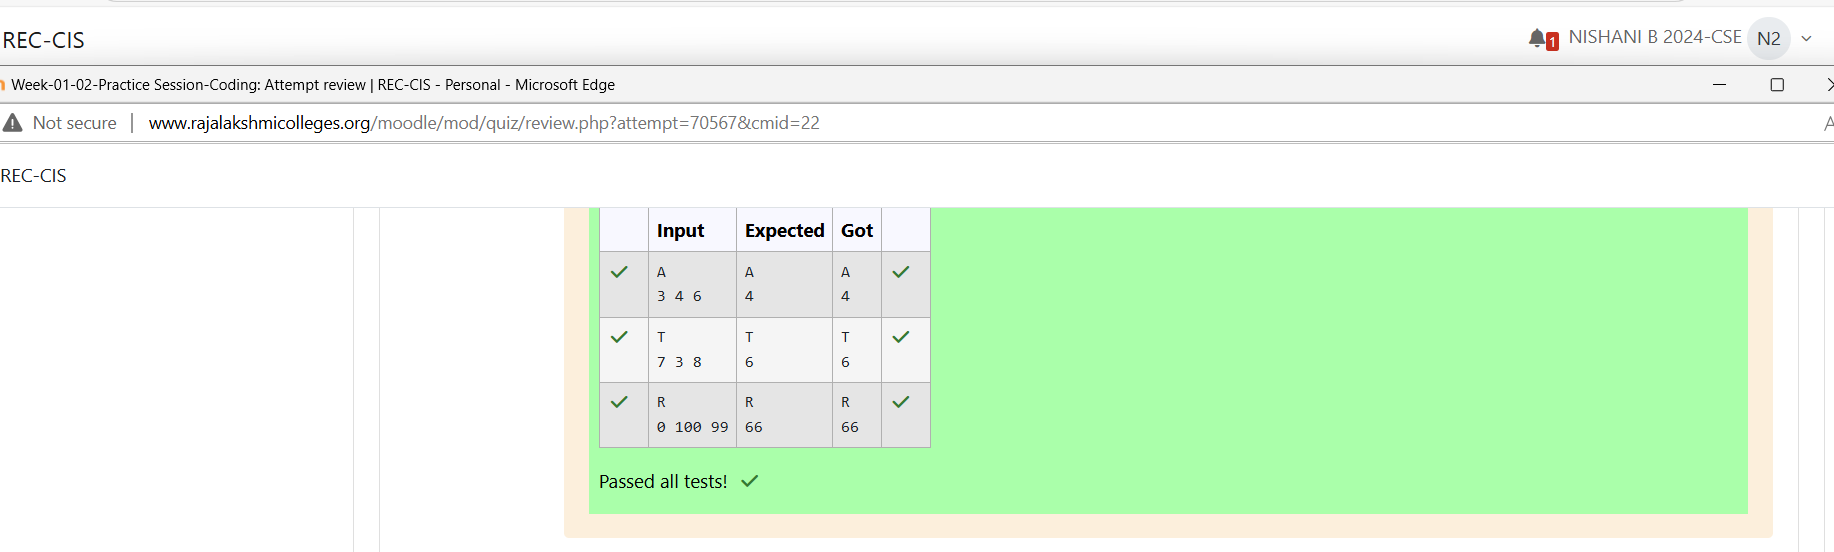 REC-CIS
1 NISHANI B 2024-CSE N2
Week-01-02-Practice Session-Coding: Attempt review | REC-CIS - Personal - Microsoft Edge
Not secure | www.rajalakshmicolleges.org/moodle/mod/quiz/review.php?attempt=70567&cmid=22 A
REC-CIS
Input Expected Got
A A A
3 4 6 4 4
T T T
7 3 8 6 6
R R R
0 100 99 66 66
Passed all tests!